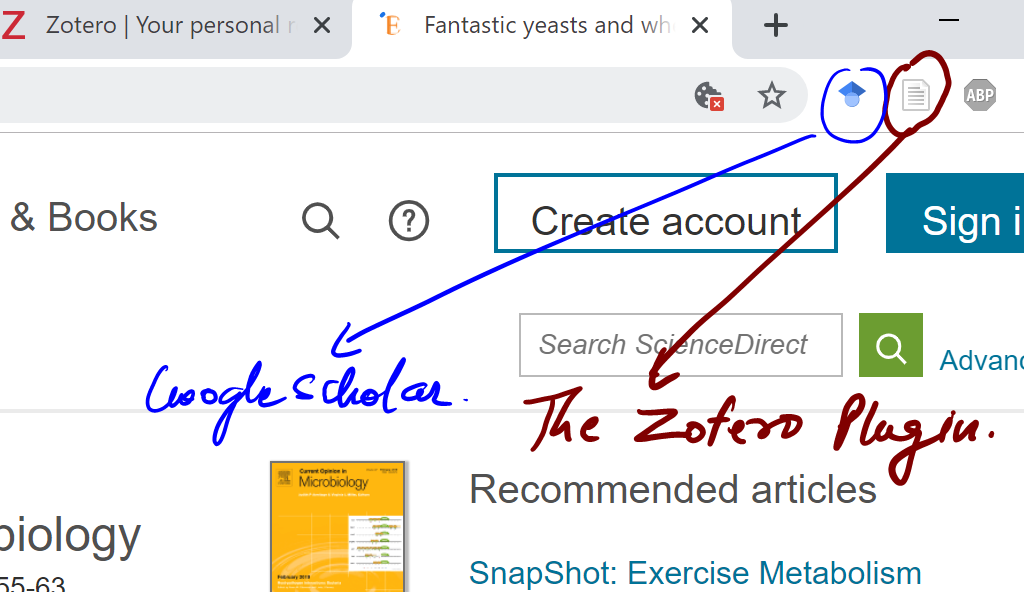 Z Zotero | Your personal r
Fantastic yeasts and wh
ABP
& Books
?
Create account
Sign i
Search ScienceDirect
Advanc
Google scholar.
The Zotero Plugin.
Current Opinion in
Microbiology
February 2019
Recommended articles
biology
55-63
SnapShot: Exercise Metabolism